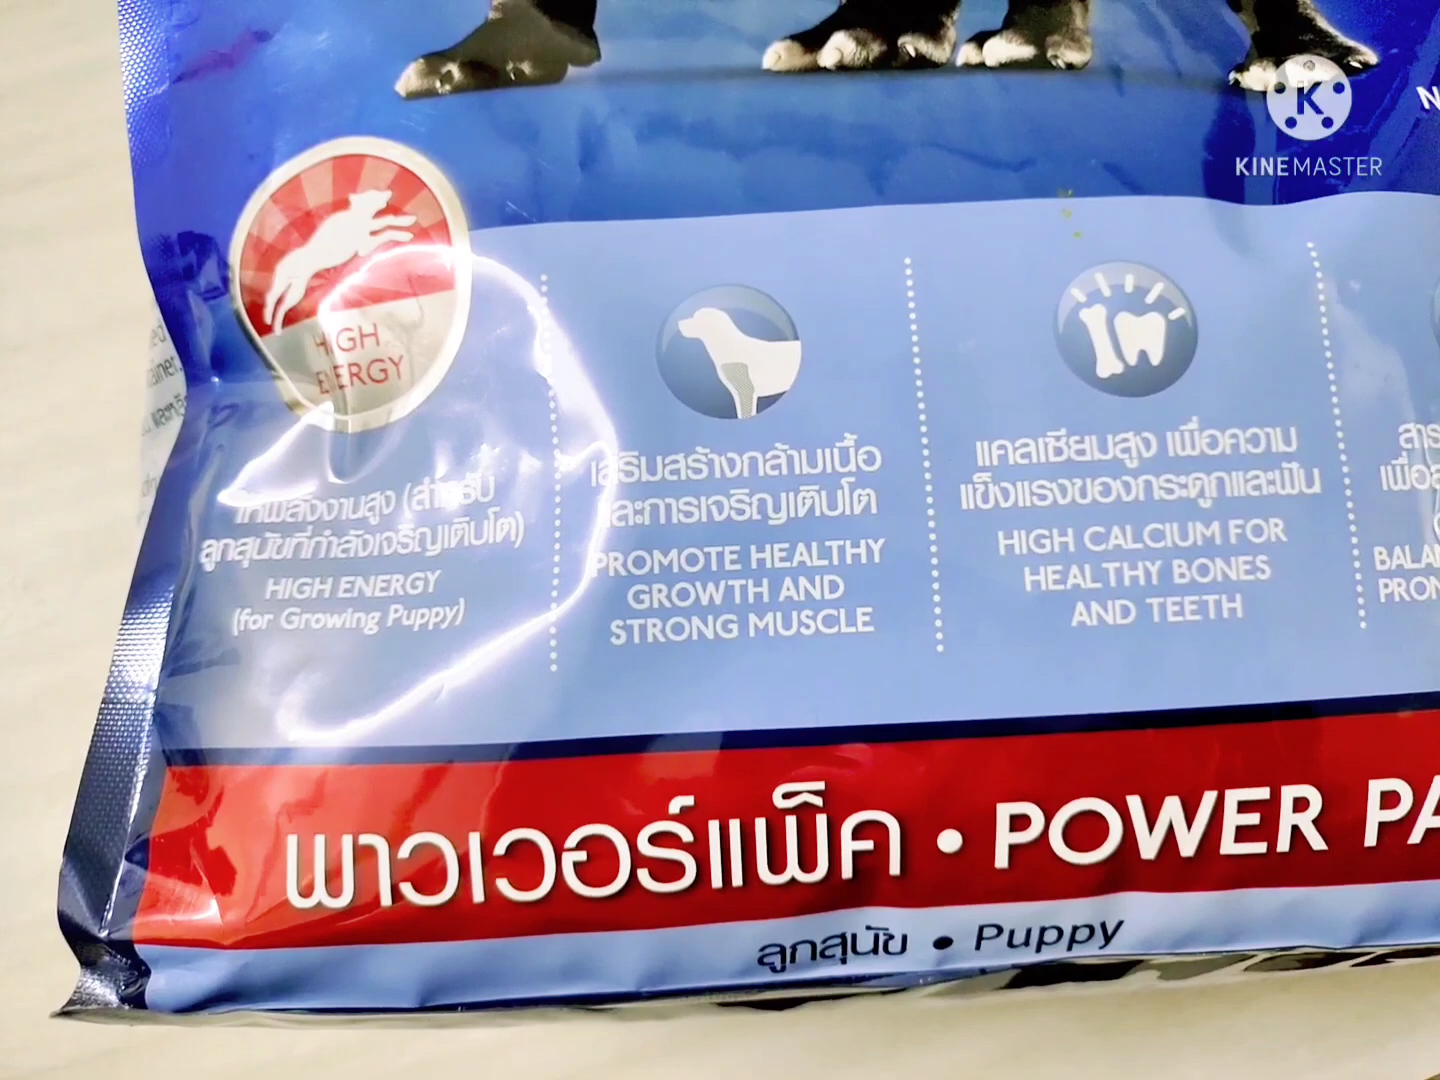 KINEMASTER
HIGH
ENERGY
ให้พลังงานสูง (สำหรับ
ลูกสุนัขที่กำลังเจริญเติบโต)
HIGH ENERGY
(for Growing Puppy)
เสริมสร้างกล้ามเนื้อ
และการเจริญเติบโต
PROMOTE HEALTHY
GROWTH AND
STRONG MUSCLE
แคลเซียมสูง เพื่อความ
แข็งแรงของกระดูกและฟัน
HIGH CALCIUM FOR
HEALTHY BONES
AND TEETH
พาวเวอร์แพ็ค • POWER PA
ลูกสุนัข • Puppy